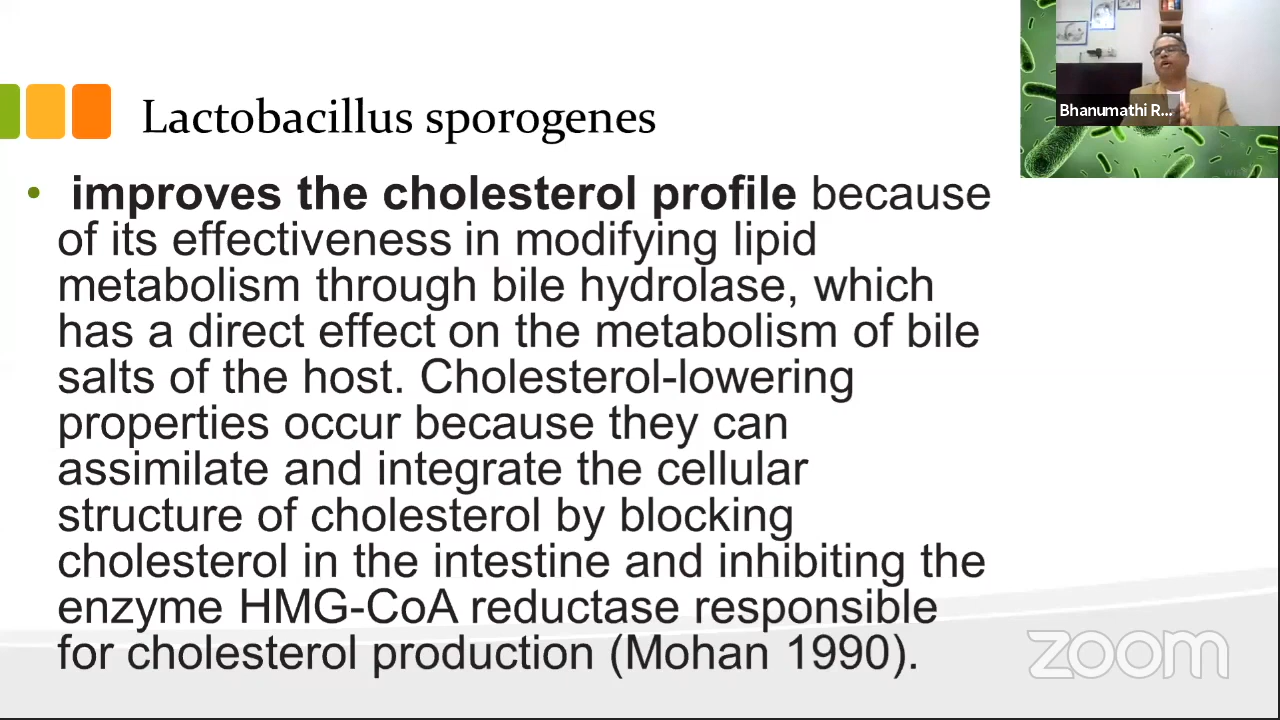 Lactobacillus sporogenes
Bhanumathi R...
• improves the cholesterol profile because
of its effectiveness in modifying lipid
metabolism through bile hydrolase, which
has a direct effect on the metabolism of bile
salts of the host. Cholesterol-lowering
properties occur because they can
assimilate and integrate the cellular
structure of cholesterol by blocking
cholesterol in the intestine and inhibiting the
enzyme HMG-CoA reductase responsible
for cholesterol production (Mohan 1990).
zoom